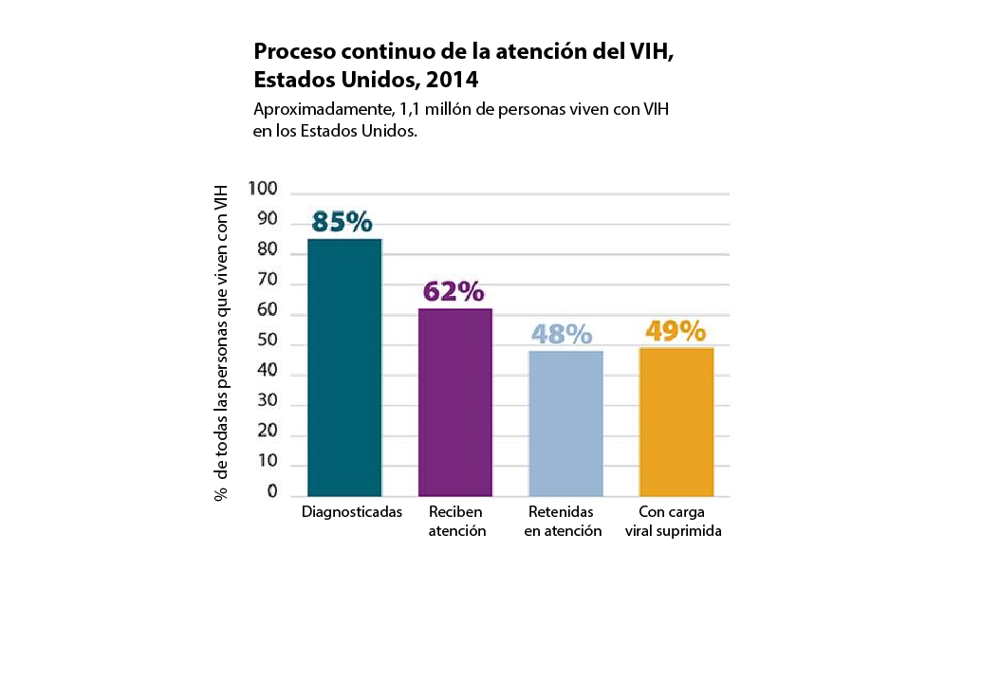 Proceso continuo de la atención del VIH,
Estados Unidos, 2014
Aproximadamente, 1,1 millón de personas viven con VIH
en los Estados Unidos.
% de todas las personas que viven con VIH
100
90
80
70
60
50
40
30
20
10
0
85%
62%
48%
49%
Diagnosticadas
Reciben
atención
Retenidas
en atención
Con carga
viral suprimida